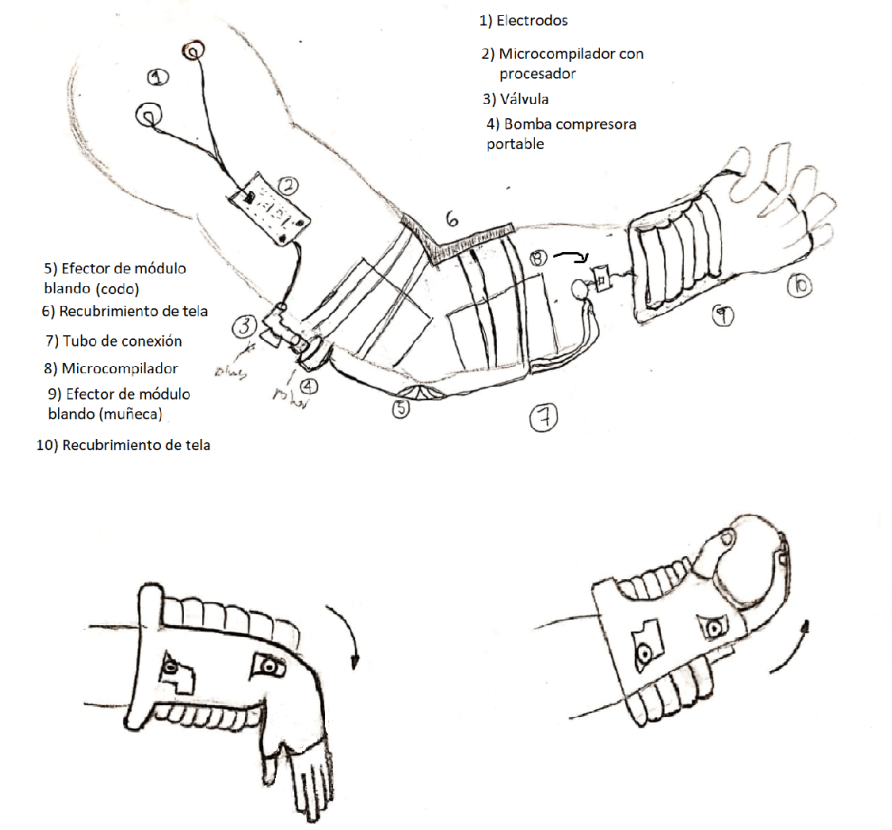 1) Electrodos
2) Microcompilador con
procesador
3) Válvula
4) Bomba compresora
portable
1
2
6
8
5) Efector de módulo
blando (codo)
6) Recubrimiento de tela
7) Tubo de conexión
8) Microcompilador
9) Efector de módulo
blando (muñeca)
10) Recubrimiento de tela
3
4
5
7
9
10